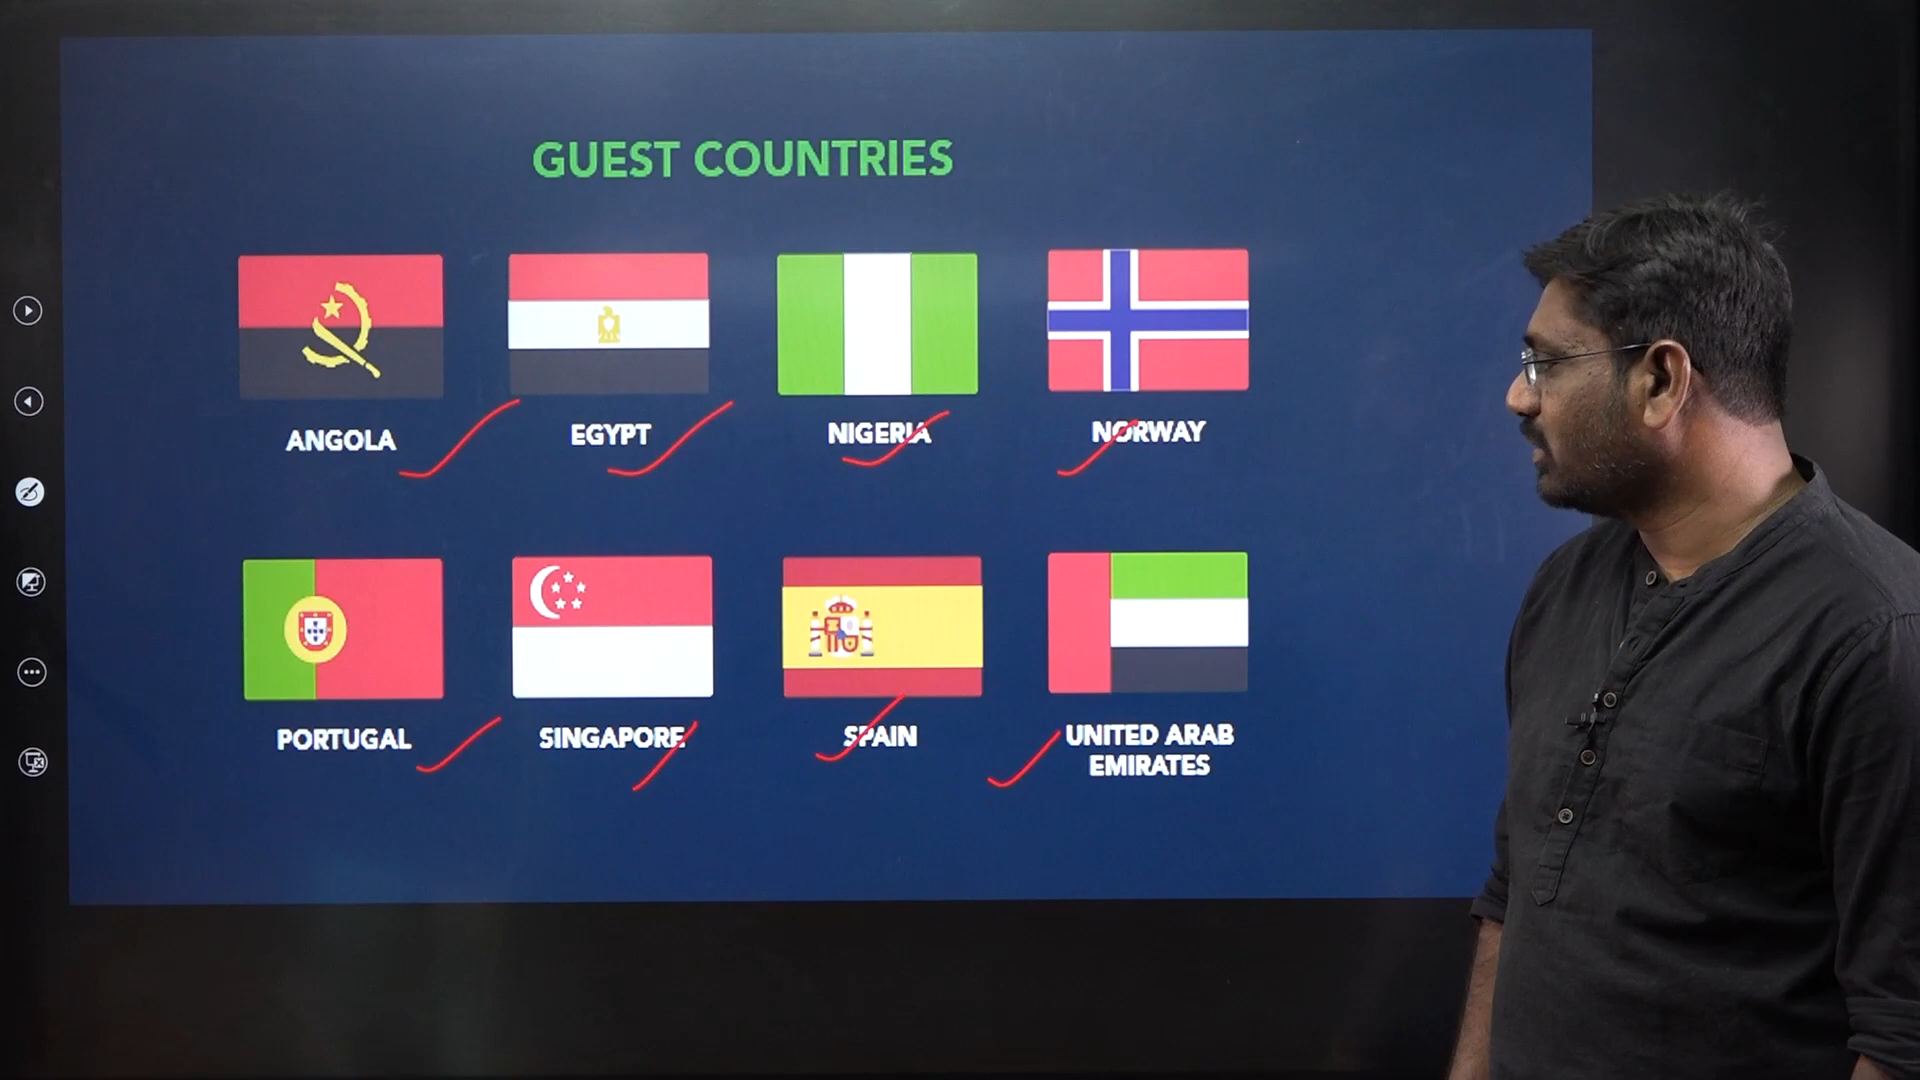 GUEST COUNTRIES
ANGOLA
EGYPT
NIGERIA
NORWAY
PORTUGAL
SINGAPORE
SPAIN
UNITED ARAB
EMIRATES